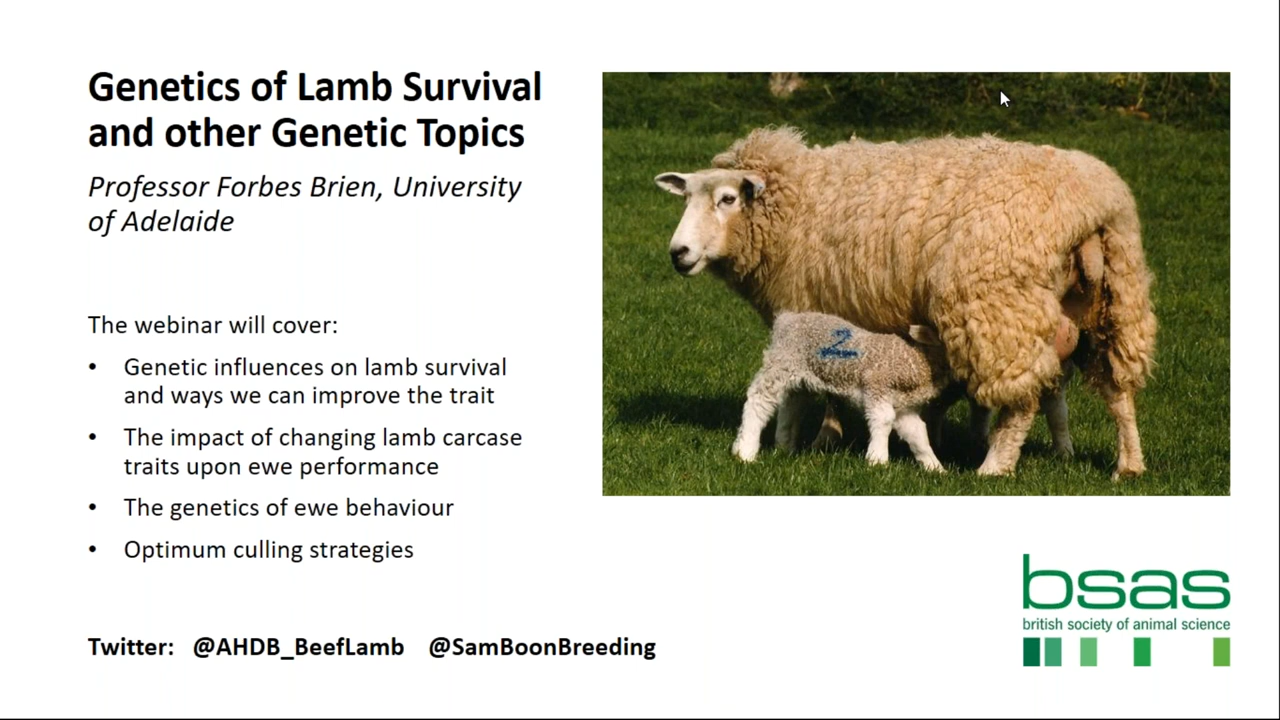 Genetics of Lamb Survival
and other Genetic Topics
Professor Forbes Brien, University
of Adelaide
The webinar will cover:
• Genetic influences on lamb survival
and ways we can improve the trait
• The impact of changing lamb carcase
traits upon ewe performance
• The genetics of ewe behaviour
• Optimum culling strategies
Twitter: @AHDB_BeefLamb @SamBoonBreeding
2
bsas
british society of animal science